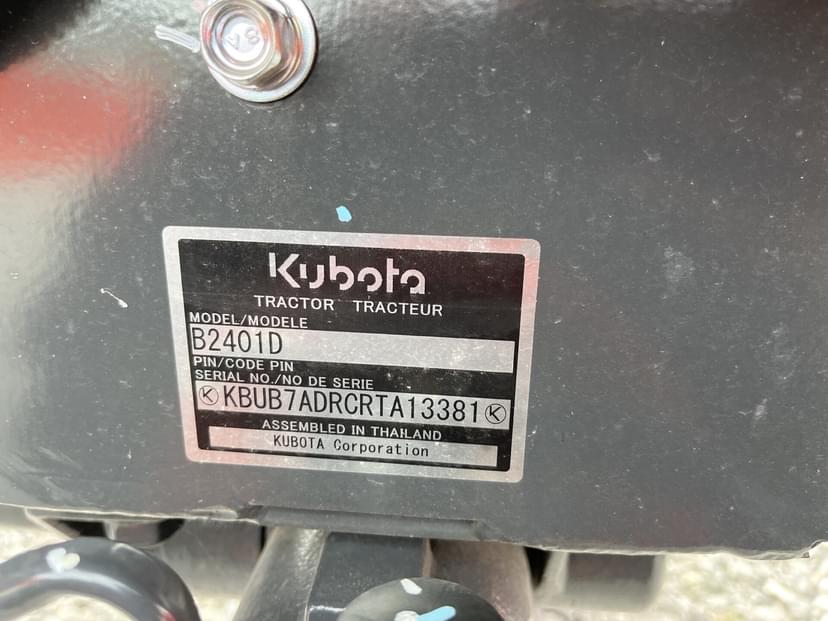 8
Kubota
TRACTOR TRACTEUR
MODEL/MODELE
B2401D
PIN/CODE PIN
SERIAL NO./NO DE SERIE
KBUB7ADRCRTA13381
ASSEMBLED IN THAILAND
KUBOTA Corporation